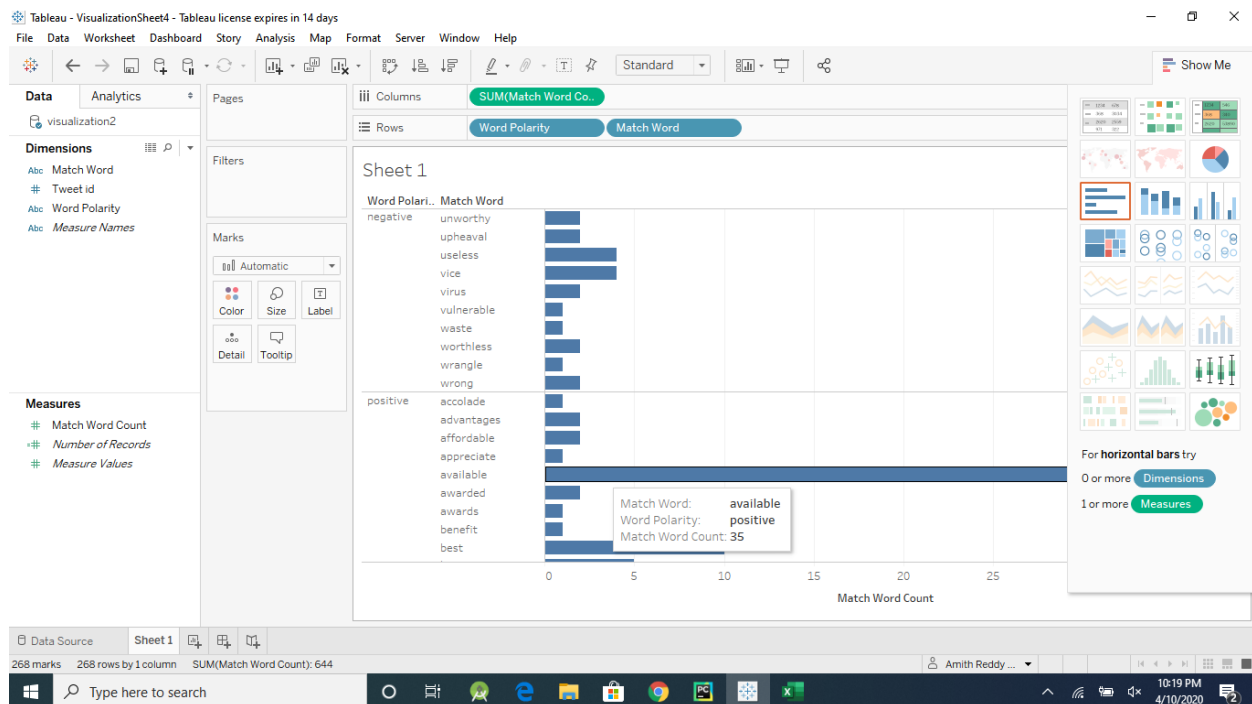 Tableau - VisualizationSheet4 - Tableau license expires in 14 days
File Data Worksheet Dashboard Story Analysis Map Format Server Window Help
Standard
Show Me
Data Analytics
visualization2
Dimensions
Abc Match Word
# Tweet id
Abc Word Polarity
Abc Measure Names
Measures
# Match Word Count
=# Number of Records
# Measure Values
Pages
Filters
Marks
Automatic
Color Size Label
Detail Tooltip
Columns SUM(Match Word Co..
Rows Word Polarity Match Word
Sheet 1
Word Polari.. Match Word
negative unworthy
upheaval
useless
vice
virus
vulnerable
waste
worthless
wrangle
wrong
positive accolade
advantages
affordable
appreciate
available
awarded
awards
benefit
best
Match Word: available
Word Polarity: positive
Match Word Count: 35
0 5 10 15 20 25
Match Word Count
For horizontal bars try
0 or more Dimensions
1 or more Measures
Data Source Sheet 1
268 marks 268 rows by 1 column SUM(Match Word Count): 644
Amith Reddy ...
Type here to search
PC
10:19 PM
4/10/2020
2